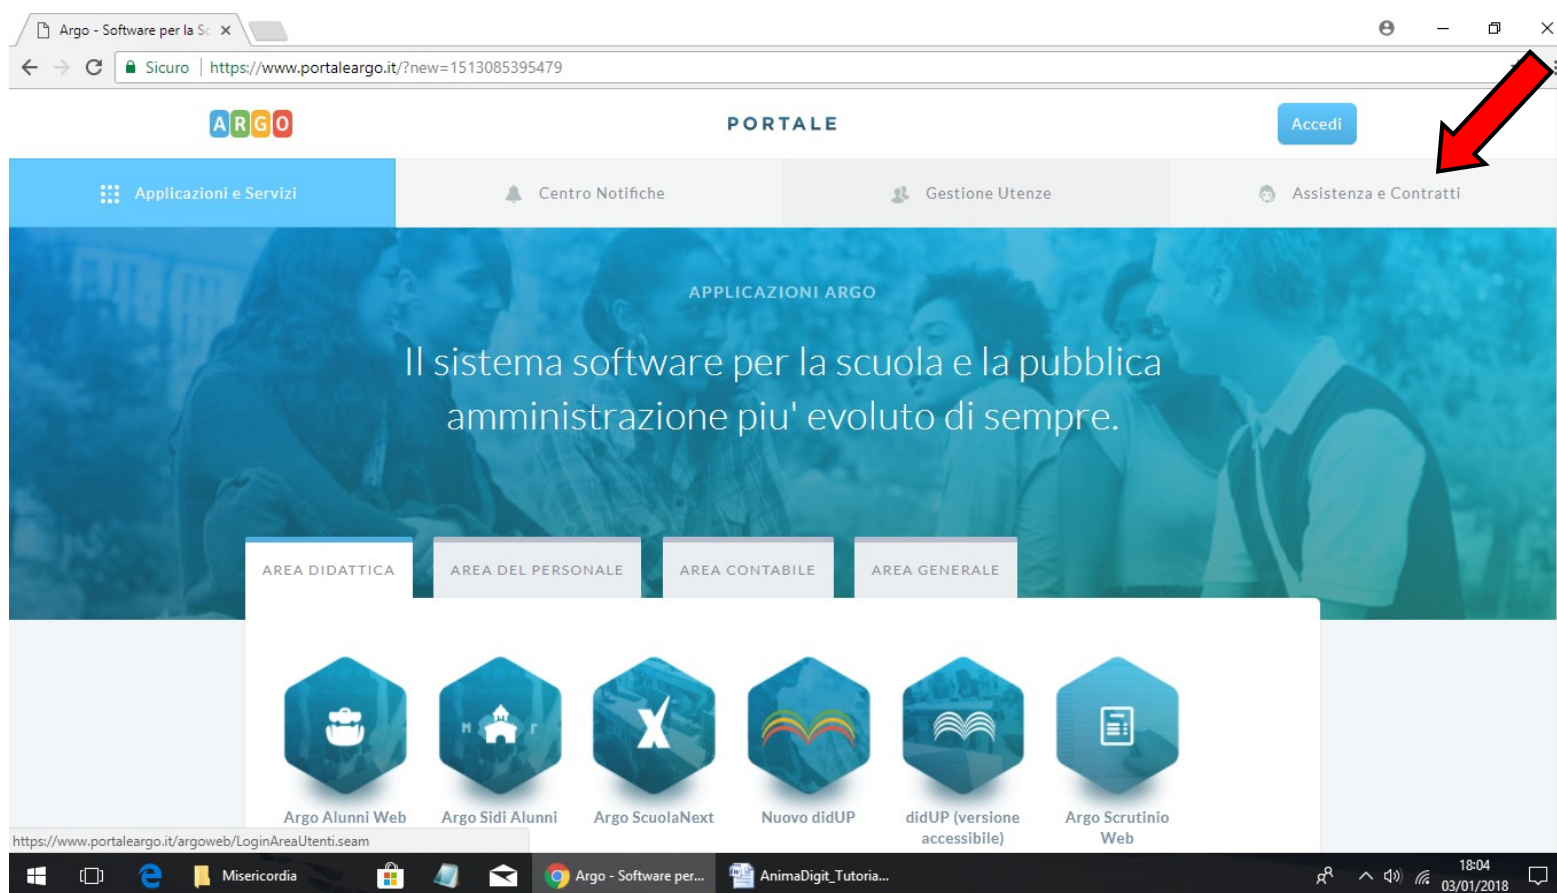 Argo - Software per la Sc
Sicuro | https://www.portaleargo.it/?new=1513085395479
ARGO
PORTALE
Accedi
Applicazioni e Servizi
Centro Notifiche
Gestione Utenze
Assistenza e Contratti
APPLICAZIONI ARGO
Il sistema software per la scuola e la pubblica
amministrazione piu' evoluto di sempre.
AREA DIDATTICA
AREA DEL PERSONALE
AREA CONTABILE
AREA GENERALE
Argo Alunni Web
Argo Sidi Alunni
Argo ScuolaNext
Nuovo didUP
didUP (versione
accessibile)
Argo Scrutinio
Web
https://www.portaleargo.it/argoweb/LoginAreaUtenti.seam
Misericordia
Argo - Software per...
AnimaDigit_Tutoria...
18:04
03/01/2018